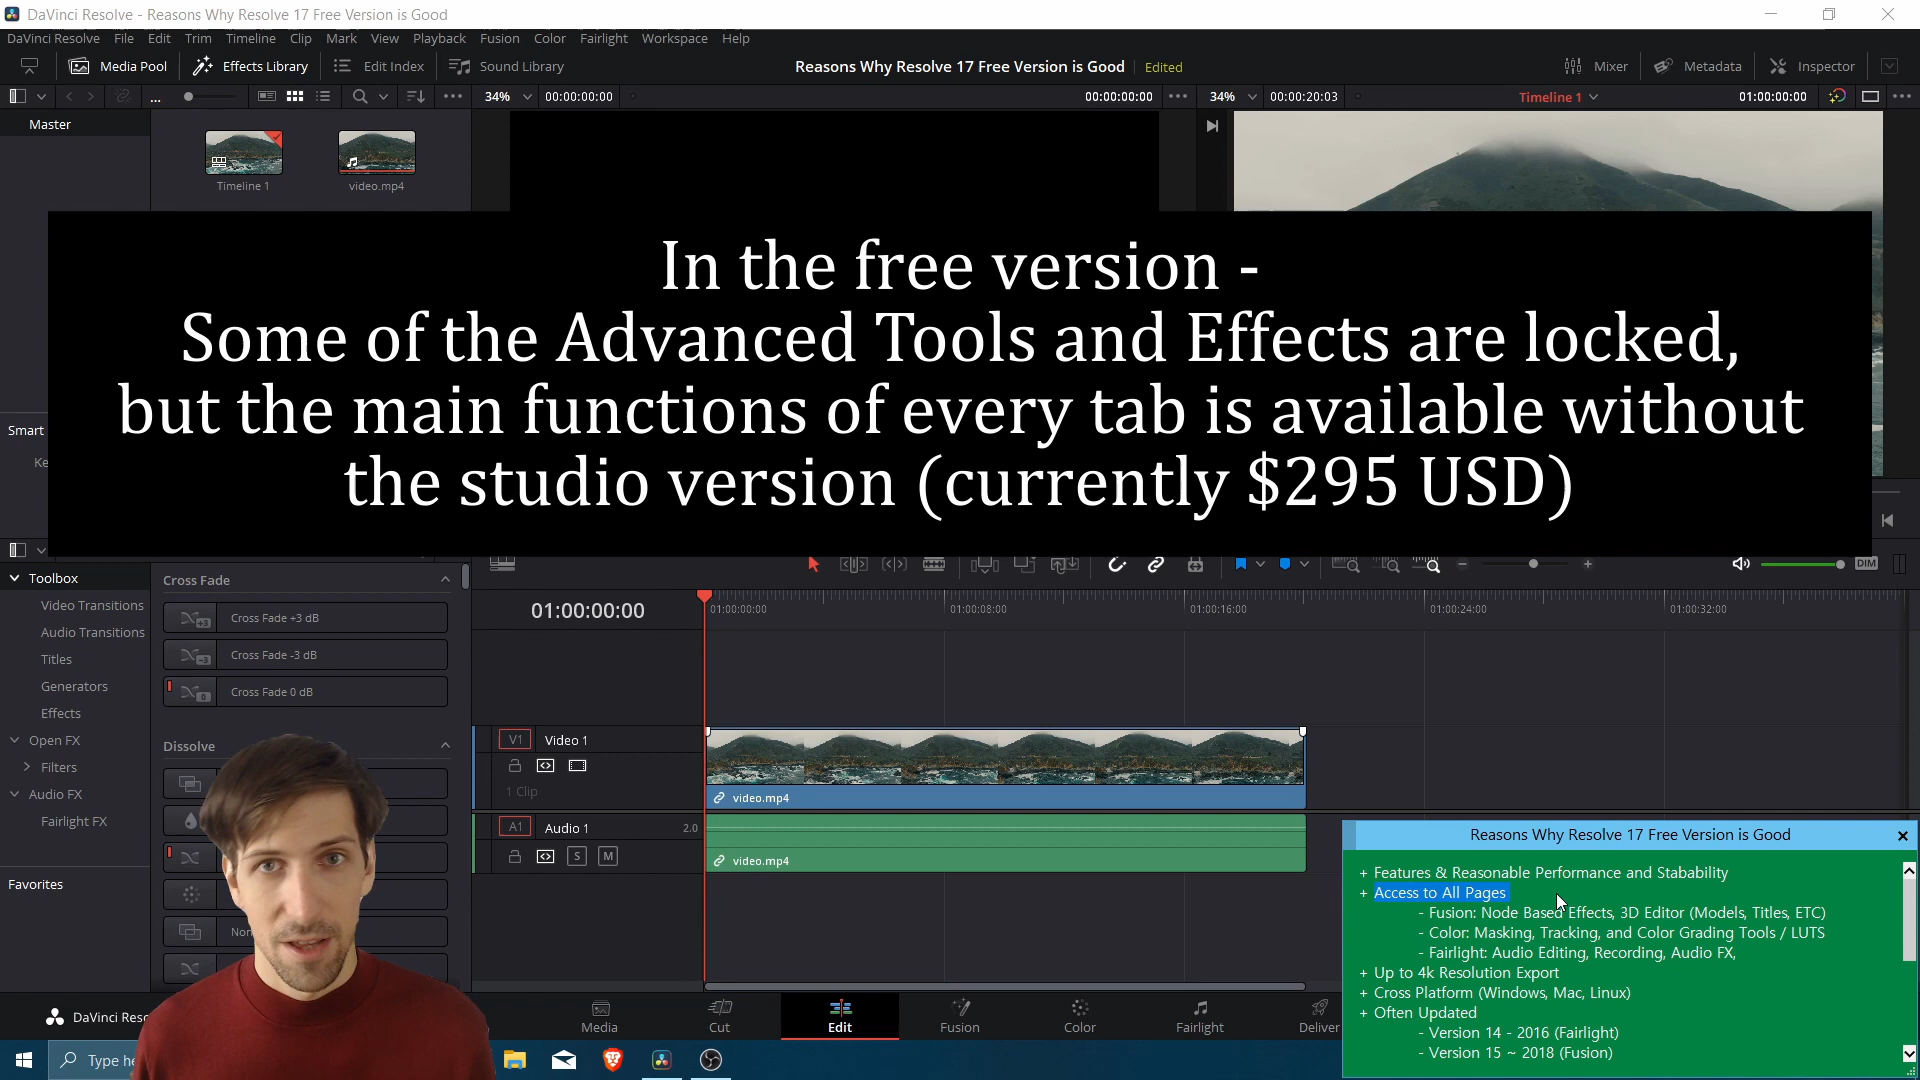 DaVinci Resolve - Reasons Why Resolve 17 Free Version is Good
DaVinci Resolve File Edit Trim Timeline Clip Mark View Playback Fusion Color Fairlight Workspace Help
Media Pool Effects Library Edit Index Sound Library Reasons Why Resolve 17 Free Version is Good Edited Mixer Metadata Inspector
... 34% 00:00:00:00 00:00:00:00 34% 00:00:20:03 Timeline 1 01:00:00:00
Master
Timeline 1 video.mp4
In the free version -
Some of the Advanced Tools and Effects are locked,
but the main functions of every tab is available without
the studio version (currently $295 USD)
Smart
Ke
DIM
Toolbox
Video Transitions
Audio Transitions
Titles
Generators
Effects
Open FX
Filters
Audio FX
Fairlight FX
Favorites
Cross Fade
Cross Fade +3 dB
Cross Fade -3 dB
Cross Fade 0 dB
Dissolve
Non
01:00:00:00
01:00:00:00 01:00:08:00 01:00:16:00 01:00:24:00 01:00:32:00
V1 Video 1
1 Clip
video.mp4
A1 Audio 1 2.0
S M
video.mp4
Reasons Why Resolve 17 Free Version is Good
+ Features & Reasonable Performance and Stabability
+ Access to All Pages
- Fusion: Node Based Effects, 3D Editor (Models, Titles, ETC)
- Color: Masking, Tracking, and Color Grading Tools / LUTS
- Fairlight: Audio Editing, Recording, Audio FX,
+ Up to 4k Resolution Export
+ Cross Platform (Windows, Mac, Linux)
+ Often Updated
- Version 14 - 2016 (Fairlight)
- Version 15 ~ 2018 (Fusion)
DaVinci Reso
Media Cut Edit Fusion Color Fairlight Deliver
Type he